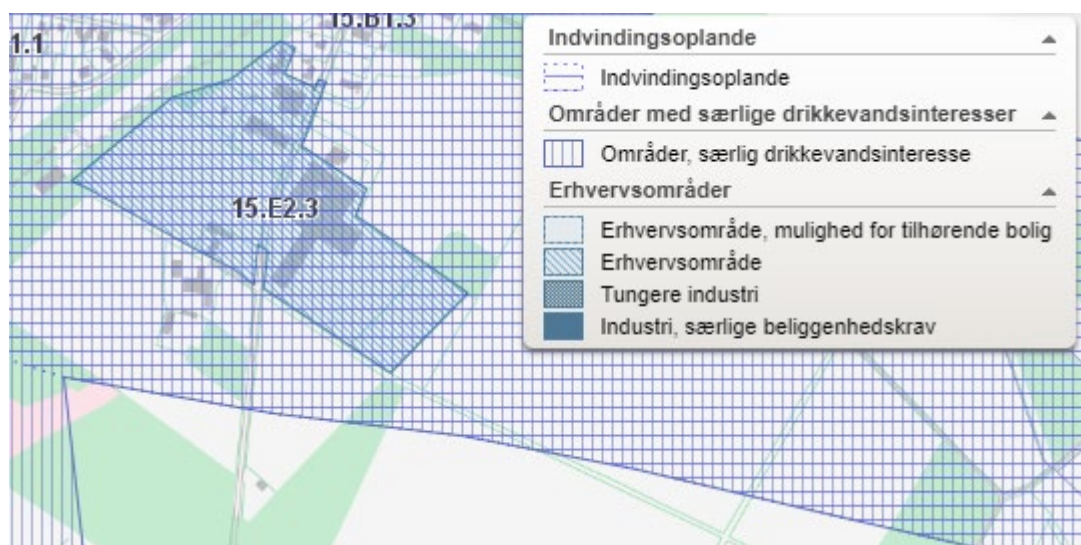 15.B1.3
1.1
15.E2.3
Indvindingsoplande
Indvindingsoplande
Områder med særlige drikkevandsinteresser
Områder, særlig drikkevandsinteresse
Erhvervsområder
Erhvervsområde, mulighed for tilhørende bolig
Erhvervsområde
Tungere industri
Industri, særlige beliggenhedskrav